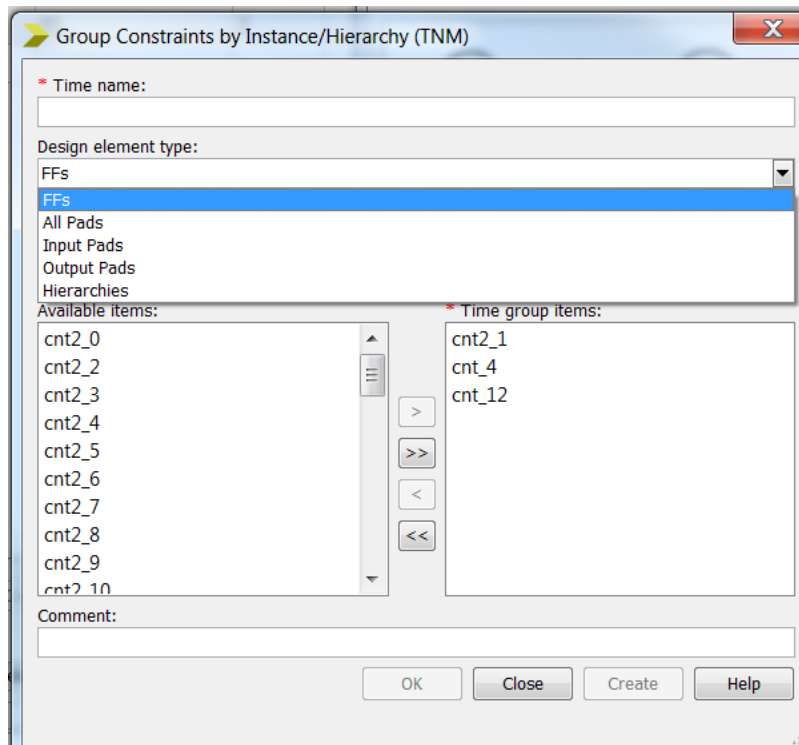 Group Constraints by Instance/Hierarchy (TNM)
* Time name:
Design element type:
FFs
FFs
All Pads
Input Pads
Output Pads
Hierarchies
Available items:
* Time group items:
cnt2_0
cnt2_2
cnt2_3
cnt2_4
cnt2_5
cnt2_6
cnt2_7
cnt2_8
cnt2_9
cnt2_10
>
>>
<
<<
cnt2_1
cnt_4
cnt_12
Comment:
OK
Close
Create
Help